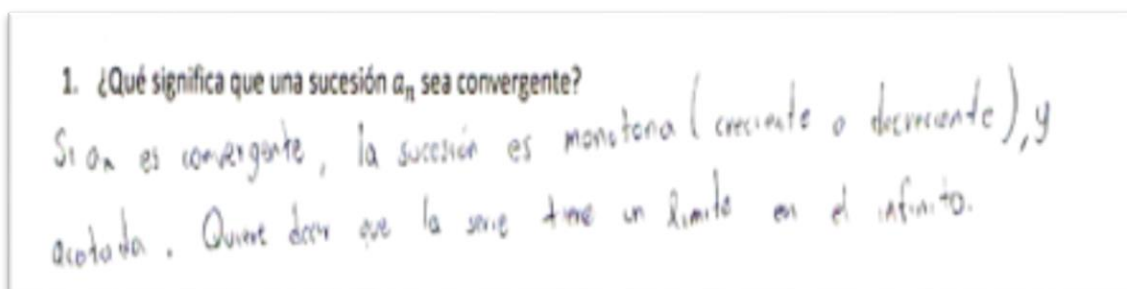 1. ¿Qué significa que una sucesión aₙ sea convergente?
Si aₙ es convergente, la sucesión es monotona (creciente o decreciente), y
acotada. Quiere decir que la serie tiene un límite en el infinito.